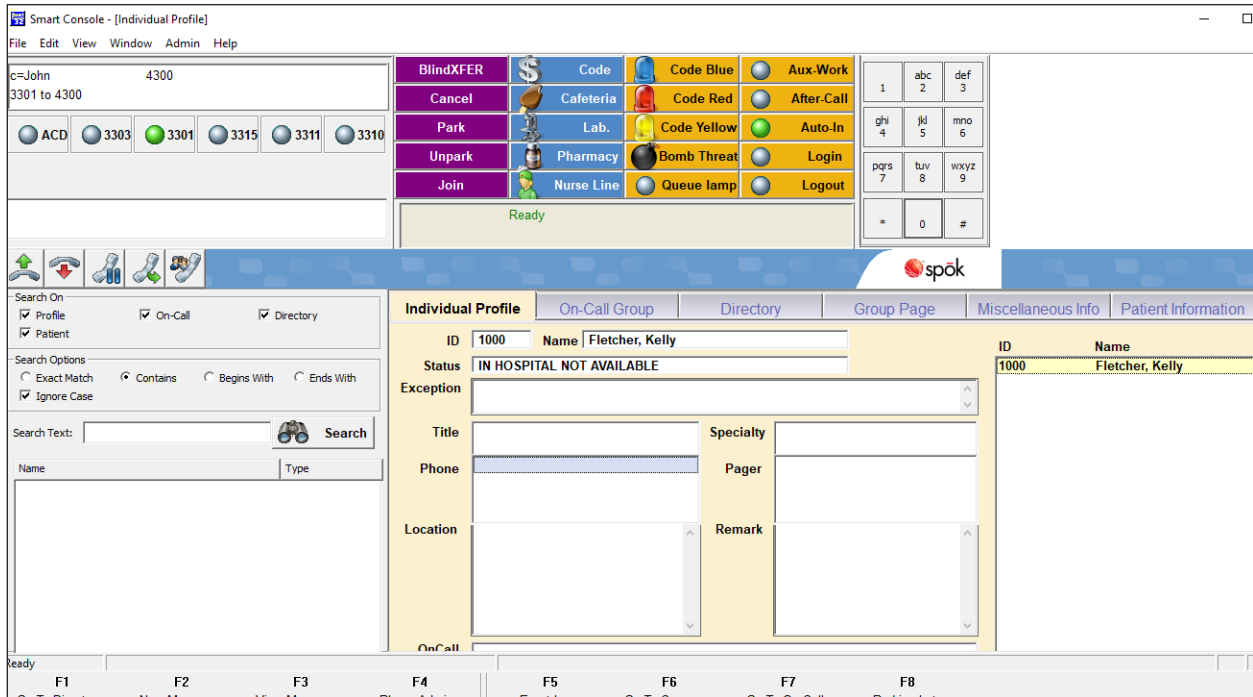 Smart Console - [Individual Profile]
File Edit View Window Admin Help
c=John 4300
3301 to 4300
ACD 3303 3301 3315 3311 3310
BlindXFER Code Code Blue Aux-Work
Cancel Cafeteria Code Red After-Call
Park Lab. Code Yellow Auto-In
Unpark Pharmacy Bomb Threat Login
Join Nurse Line Queue lamp Logout
Ready
1 abc 2 def 3
ghi 4 jkl 5 mno 6
pqrs 7 tuv 8 wxyz 9
* 0 #
spōk
Search On
Profile On-Call Directory
Patient
Search Options
Exact Match Contains Begins With Ends With
Ignore Case
Search Text: Search
Name Type
Individual Profile On-Call Group Directory Group Page Miscellaneous Info Patient Information
ID 1000 Name Fletcher, Kelly
Status IN HOSPITAL NOT AVAILABLE
Exception
Title Specialty
Phone Pager
Location Remark
OnCall
ID Name
1000 Fletcher, Kelly
Ready
F1 F2 F3 F4 F5 F6 F7 F8